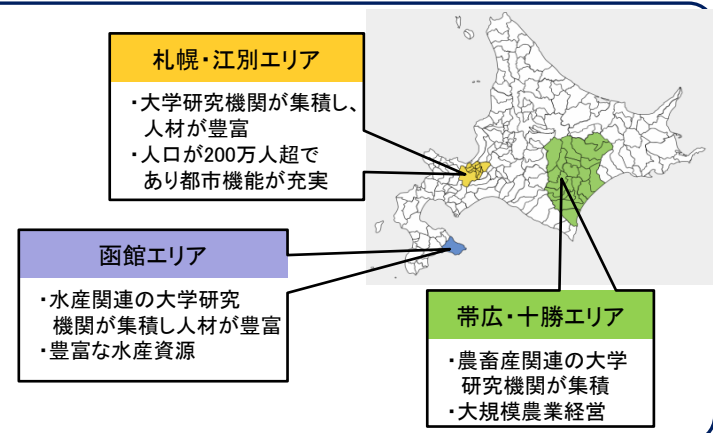 札幌・江別エリア
・大学研究機関が集積し、
人材が豊富
・人口が200万人超で
あり都市機能が充実
函館エリア
・水産関連の大学研究
機関が集積し人材が豊富
・豊富な水産資源
帯広・十勝エリア
・農畜産関連の大学
研究機関が集積
・大規模農業経営